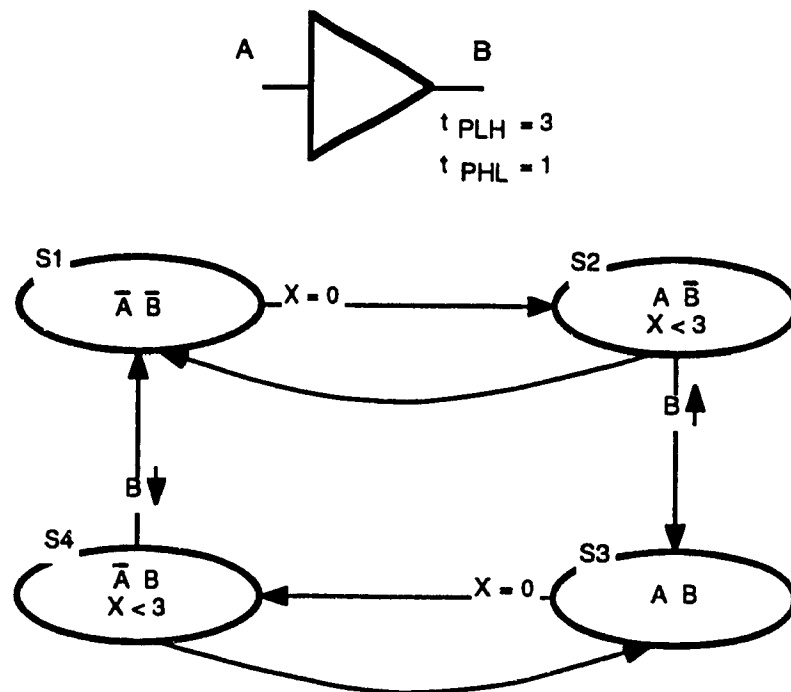 A B
t PLH = 3
t PHL = 1
S1 S2
A̅ B̅ X = 0 A B̅
X < 3
B
B
S4 S3
A̅ B X = 0 A B
X < 3